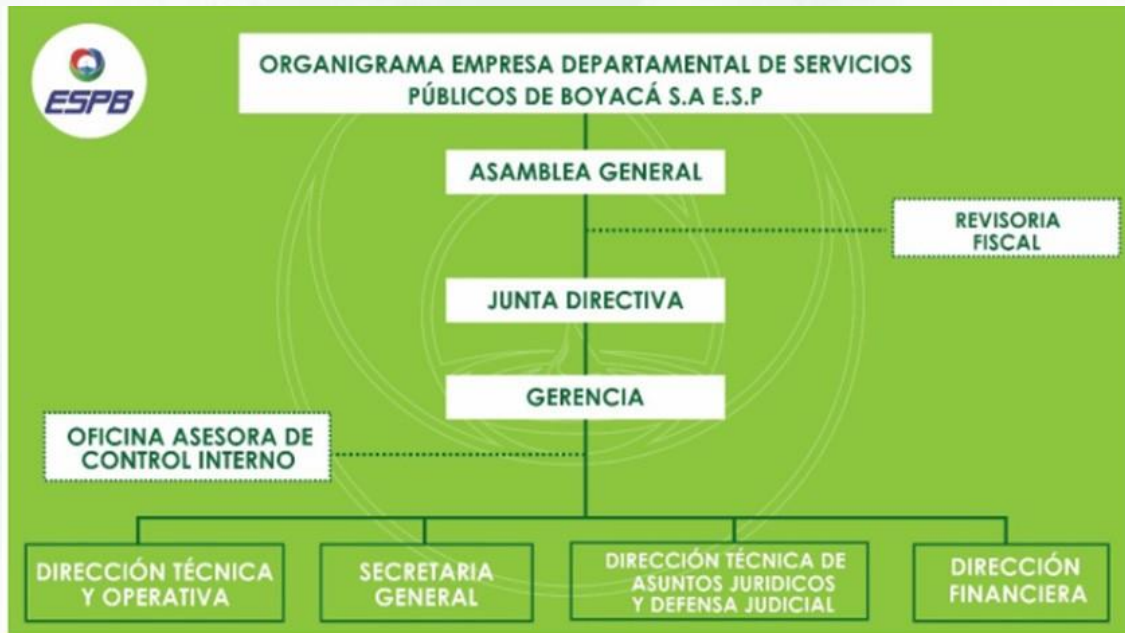 ESPB
ORGANIGRAMA EMPRESA DEPARTAMENTAL DE SERVICIOS
PÚBLICOS DE BOYACÁ S.A E.S.P
ASAMBLEA GENERAL
REVISORIA
FISCAL
JUNTA DIRECTIVA
GERENCIA
OFICINA ASESORA DE
CONTROL INTERNO
DIRECCIÓN TÉCNICA
Y OPERATIVA
SECRETARIA
GENERAL
DIRECCIÓN TÉCNICA DE
ASUNTOS JURIDICOS
Y DEFENSA JUDICIAL
DIRECCIÓN
FINANCIERA